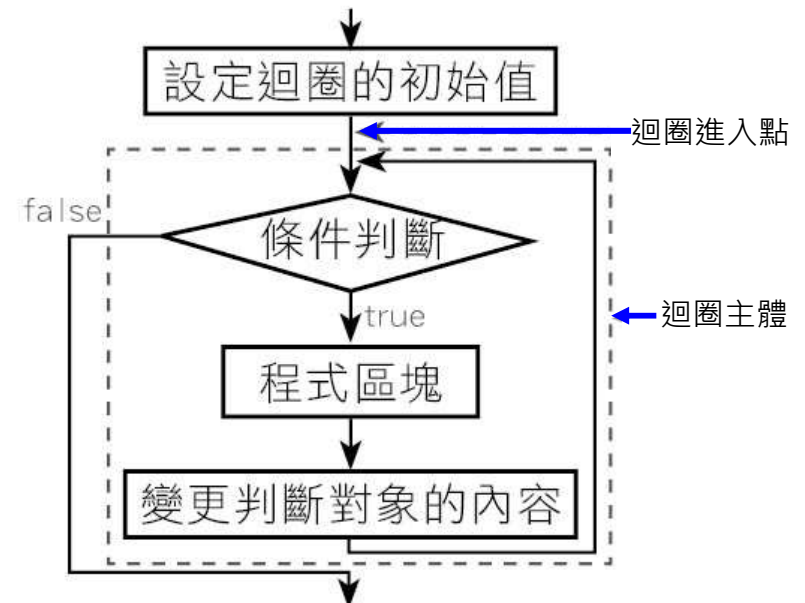 設定迴圈的初始值
迴圈進入點
false
條件判斷
true
迴圈主體
程式區塊
變更判斷對象的內容